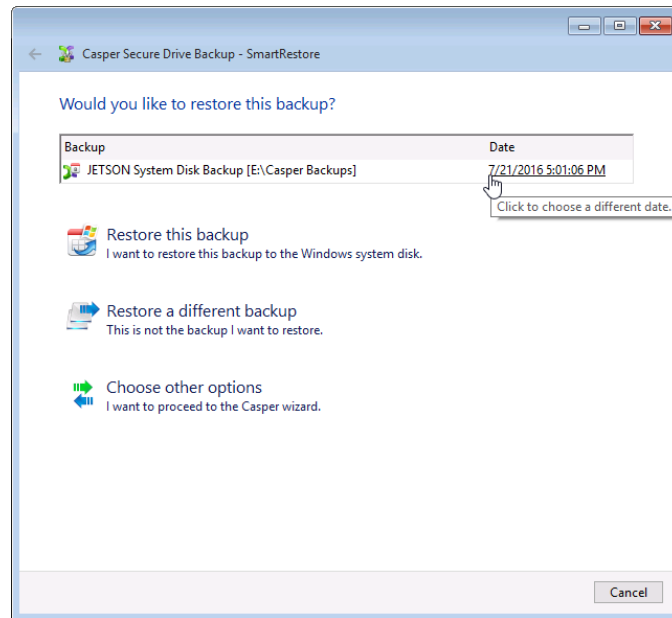 Casper Secure Drive Backup - SmartRestore
Would you like to restore this backup?
Backup Date
JETSON System Disk Backup [E:\Casper Backups] 7/21/2016 5:01:06 PM
Click to choose a different date.
Restore this backup
I want to restore this backup to the Windows system disk.
Restore a different backup
This is not the backup I want to restore.
Choose other options
I want to proceed to the Casper wizard.
Cancel